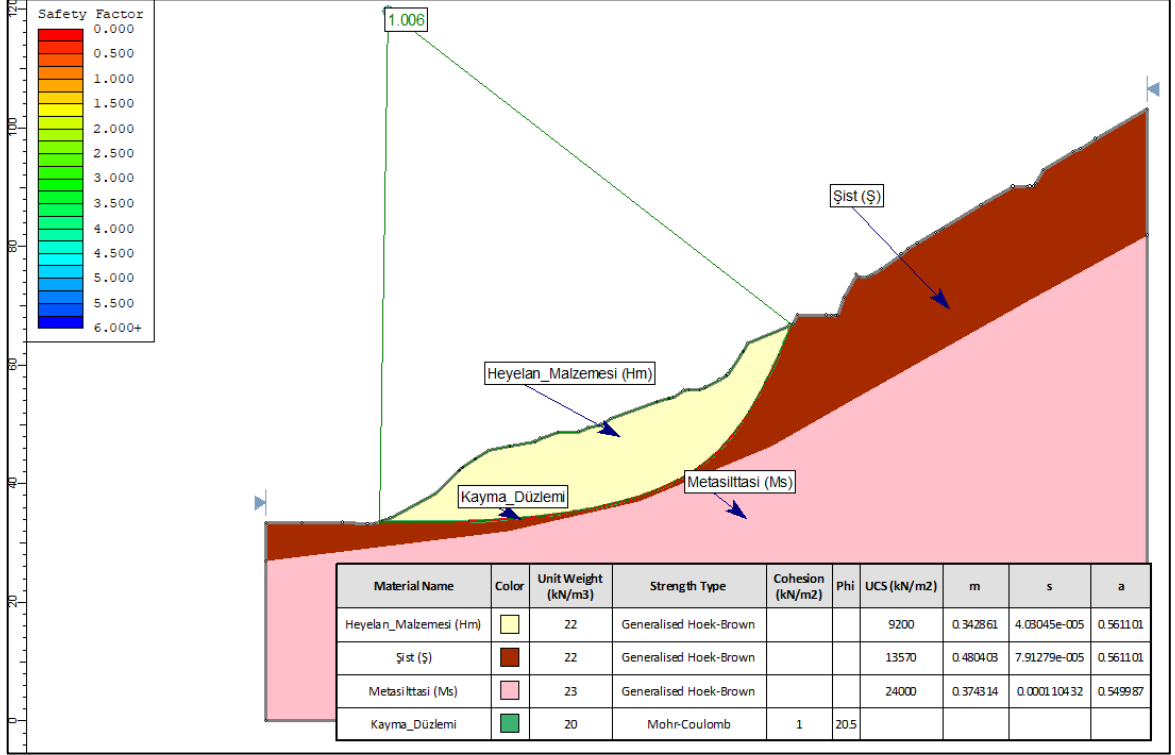 Safety Factor
0.000
0.500
1.000
1.500
2.000
2.500
3.000
3.500
4.000
4.500
5.000
5.500
6.000+
120
100
80
60
40
20
0
1.006
Şist (Ş)
Heyelan_Malzemesi (Hm)
Kayma_Düzlemi
Metasilttasi (Ms)
Material Name Color Unit Weight (kN/m3) Strength Type Cohesion (kN/m2) Phi UCS (kN/m2) m s a
Heyelan_Malzemesi (Hm) 22 Generalised Hoek-Brown 9200 0.342861 4.03045e-005 0.561101
Şist (Ş) 22 Generalised Hoek-Brown 13570 0.480403 7.91279e-005 0.561101
Metasilttasi (Ms) 23 Generalised Hoek-Brown 24000 0.374314 0.000110432 0.549987
Kayma_Düzlemi 20 Mohr-Coulomb 1 20.5